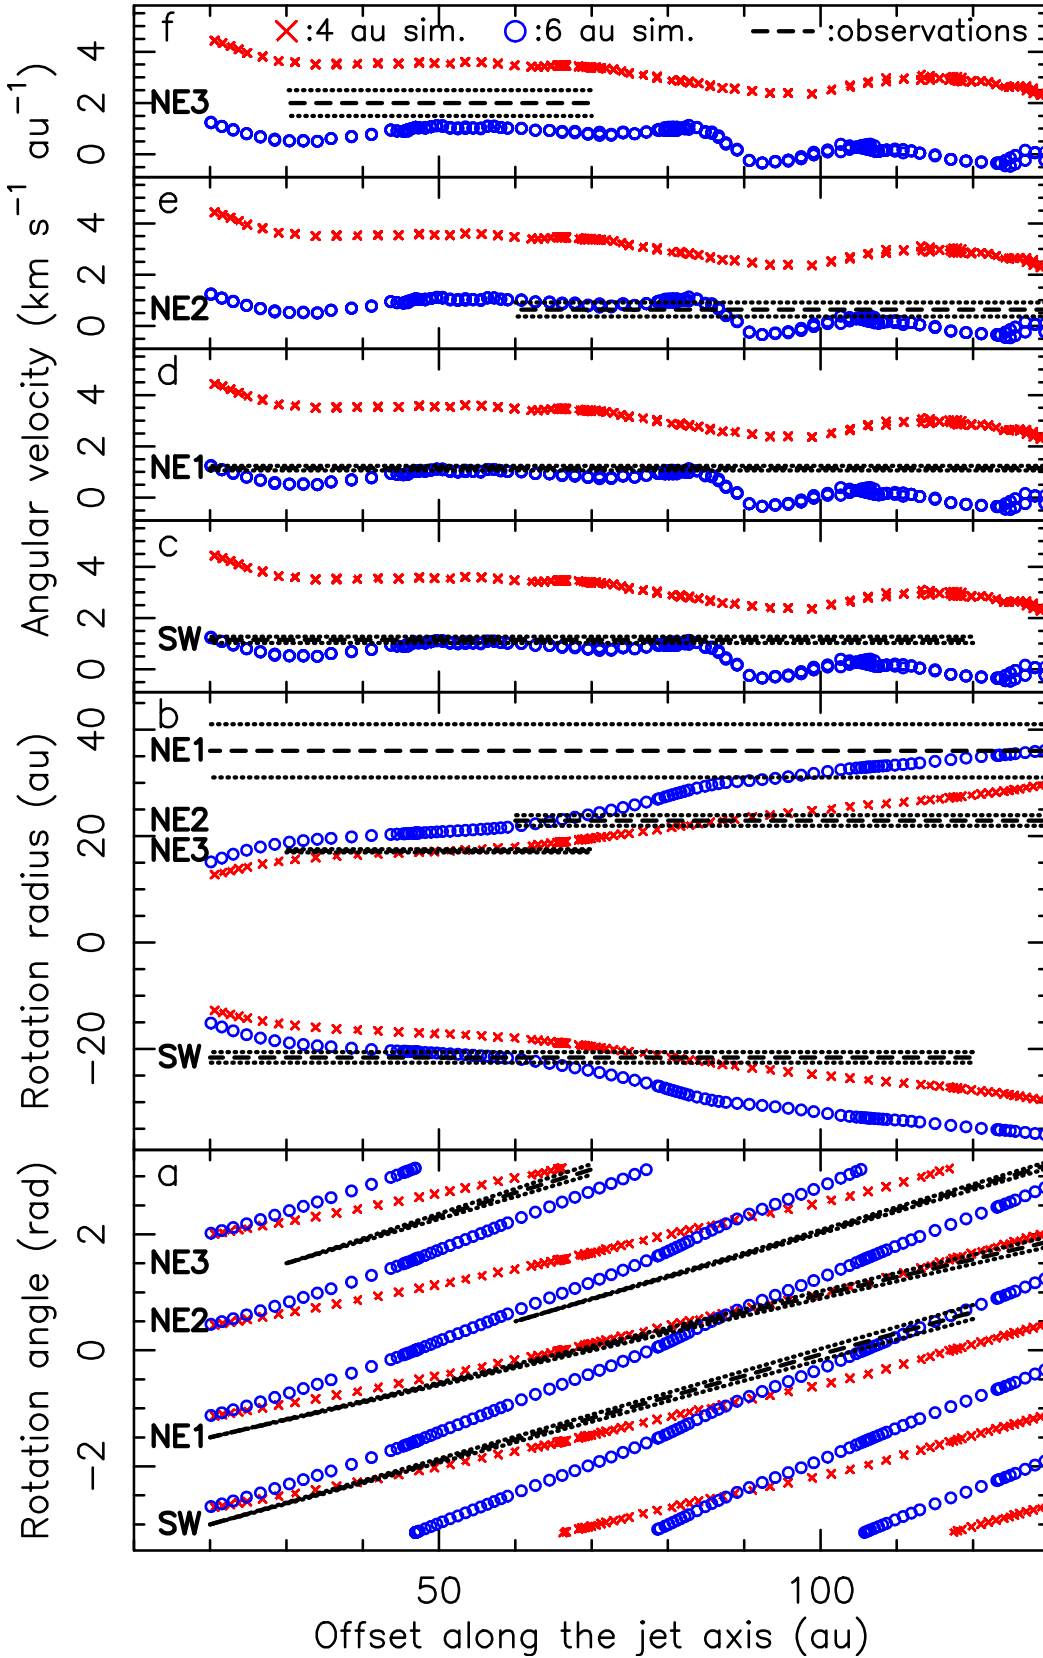 f ×:4 au sim. ○:6 au sim. – – –:observations
NE3
4
2
0
e
NE2
4
2
0
d
NE1
4
2
0
c
SW
4
2
0
Angular velocity (km s⁻¹ au⁻¹)
b
NE1
NE2
NE3
SW
40
20
0
−20
Rotation radius (au)
a
NE3
NE2
NE1
SW
2
0
−2
Rotation angle (rad)
50 100
Offset along the jet axis (au)